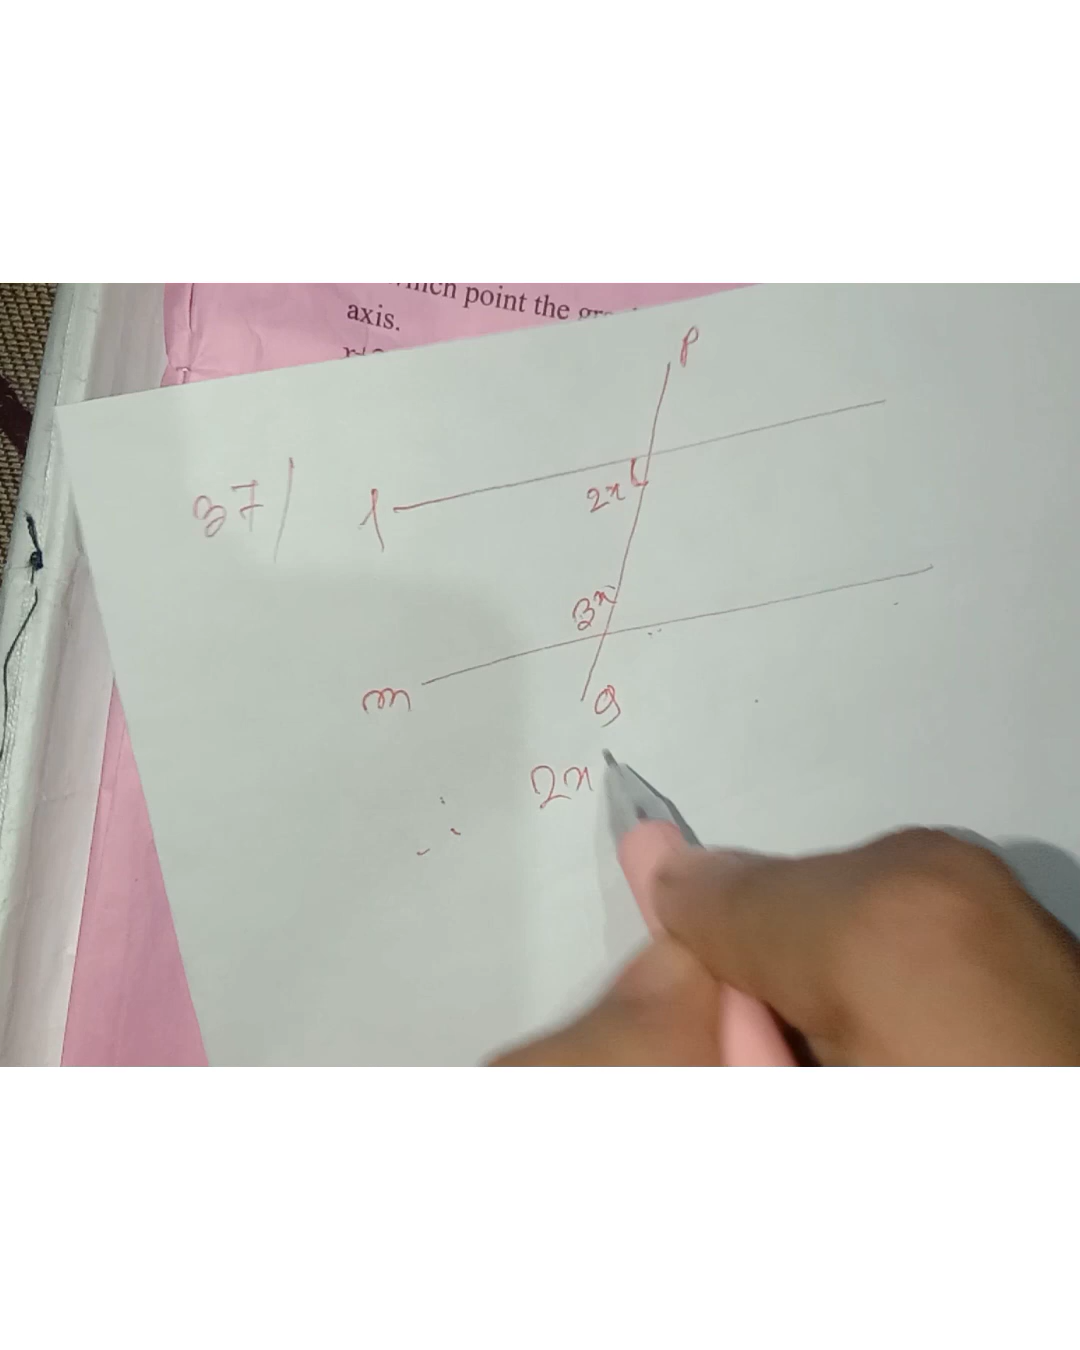 point the
axis.
P
37/ l
2x
3x
m
q
2x